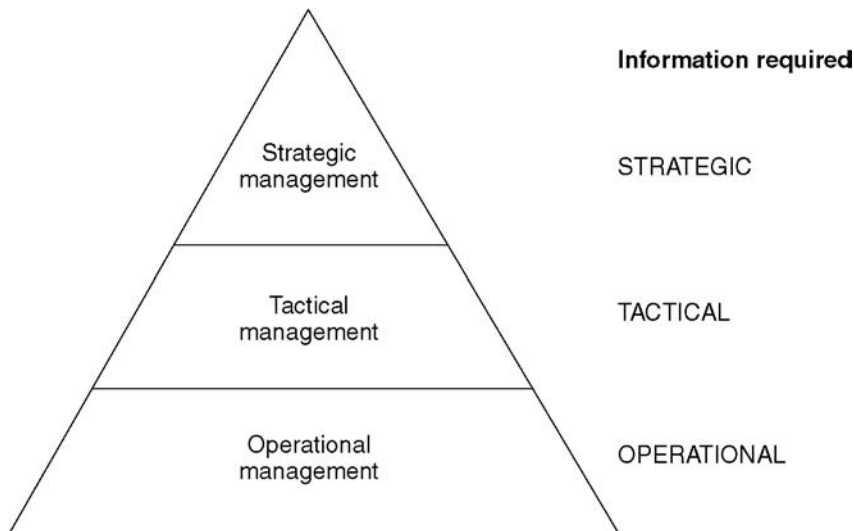 Information required
Strategic
management
STRATEGIC
Tactical
management
TACTICAL
Operational
management
OPERATIONAL